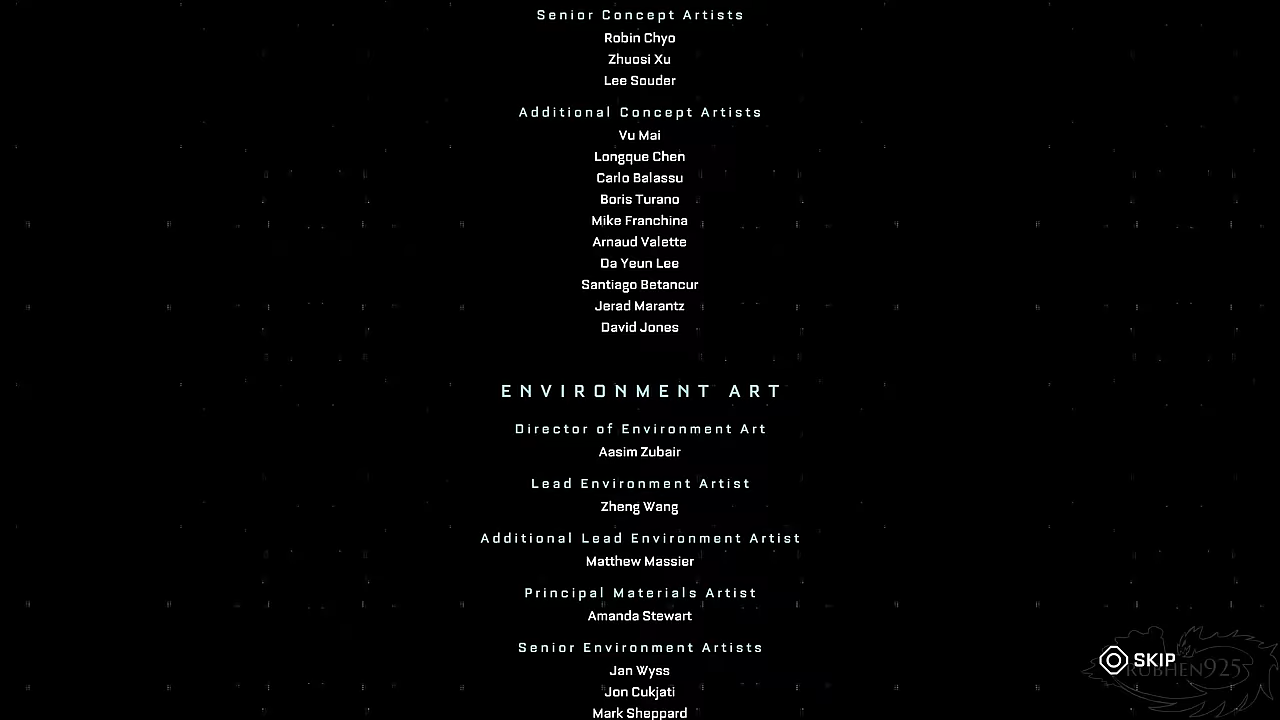 Senior Concept Artists
Robin Chyo
Zhuosi Xu
Lee Souder
Additional Concept Artists
Vu Mai
Longque Chen
Carlo Balassu
Boris Turano
Mike Franchina
Arnaud Valette
Da Yeun Lee
Santiago Betancur
Jerad Marantz
David Jones
ENVIRONMENT ART
Director of Environment Art
Aasim Zubair
Lead Environment Artist
Zheng Wang
Additional Lead Environment Artist
Matthew Massier
Principal Materials Artist
Amanda Stewart
Senior Environment Artists
Jan Wyss
Jon Cukjati
Mark Sheppard
SKIP
RUBHEN925